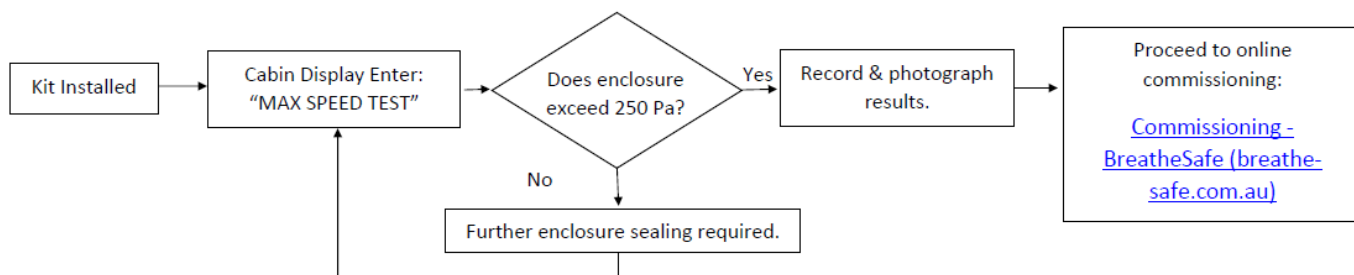 Kit Installed
Cabin Display Enter:
“MAX SPEED TEST”
Does enclosure
exceed 250 Pa?
Yes
Record & photograph
results.
Proceed to online
commissioning:
Commissioning -
BreatheSafe (breathe-
safe.com.au)
No
Further enclosure sealing required.